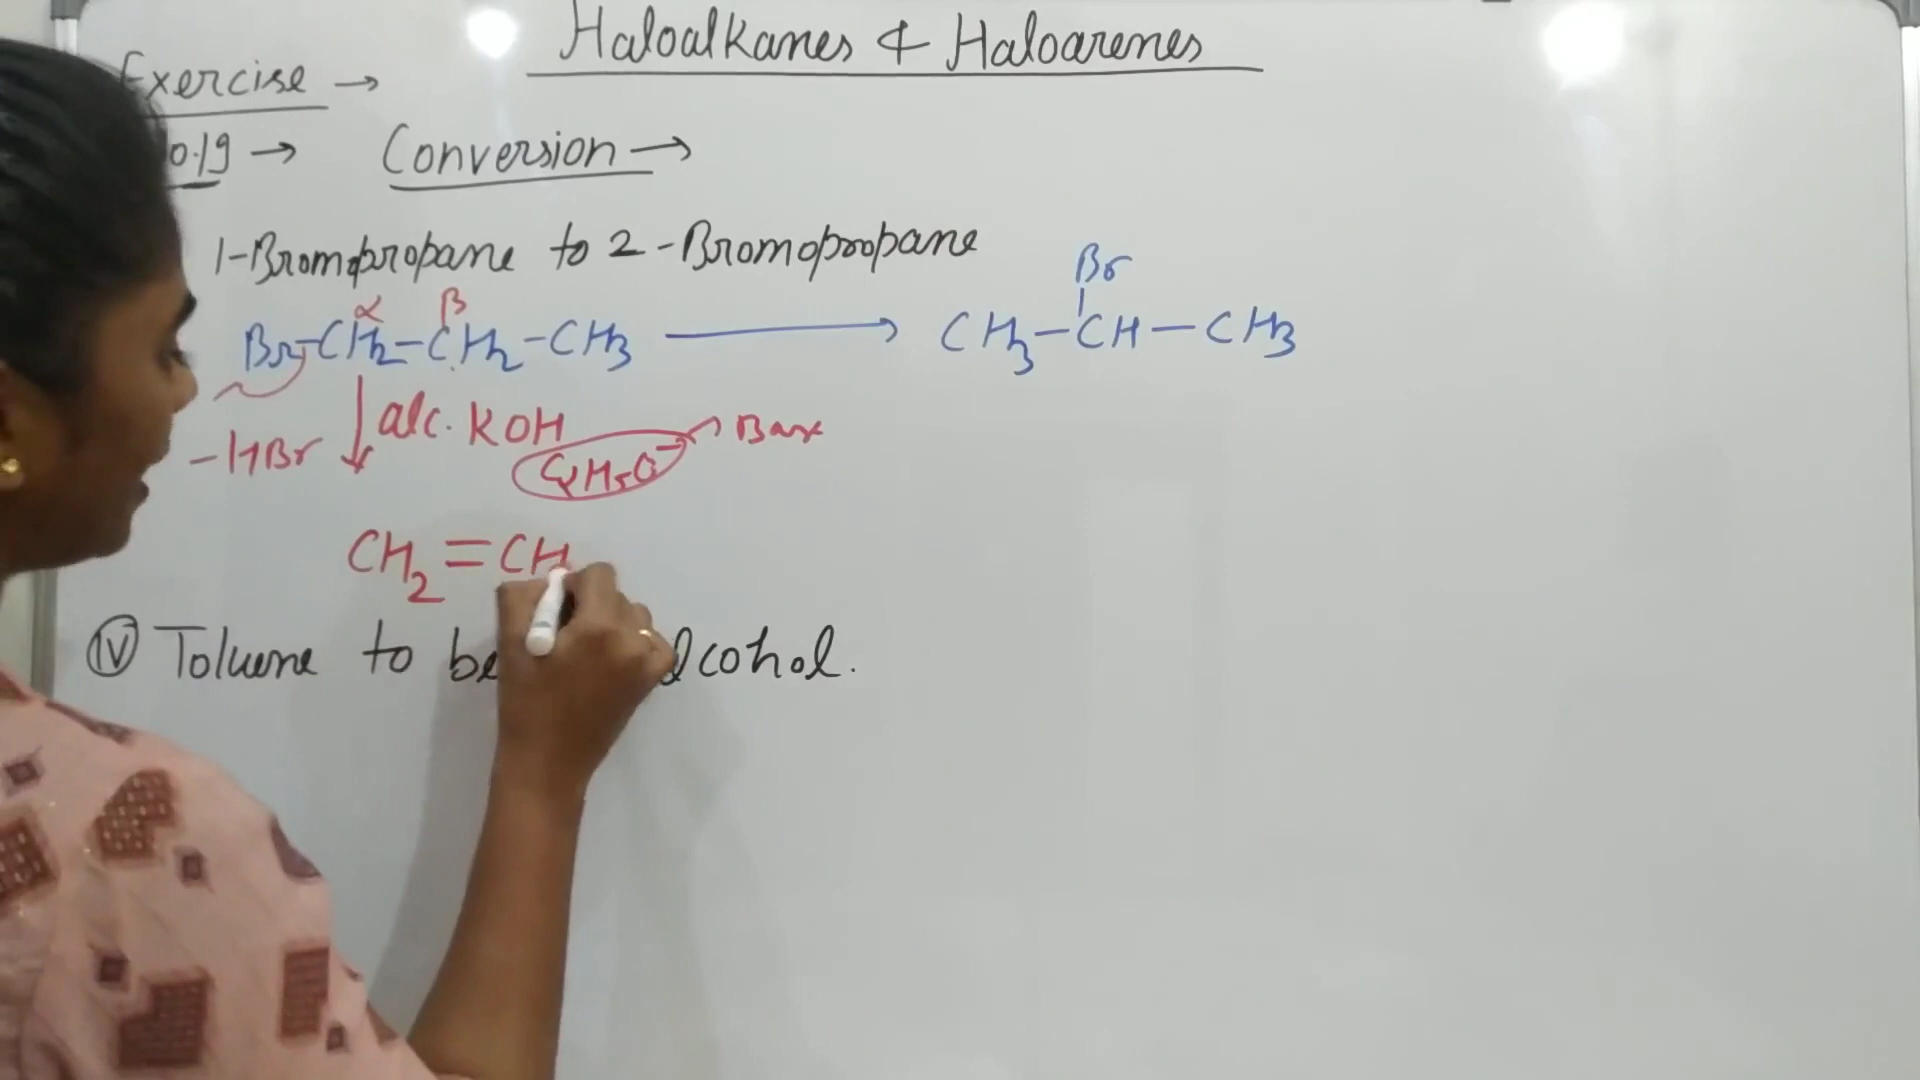 Haloalkanes & Haloarenes
Exercise →
0.19 → Conversion →
1-Bromopropane to 2-Bromopropane
α β Br
Br-CH2-CH2-CH3 → CH3-CH-CH3
-HBr ↓ alc. KOH
C2H5O⁻ → Base
CH2=CH
(IV) Toluene to be lcohol.